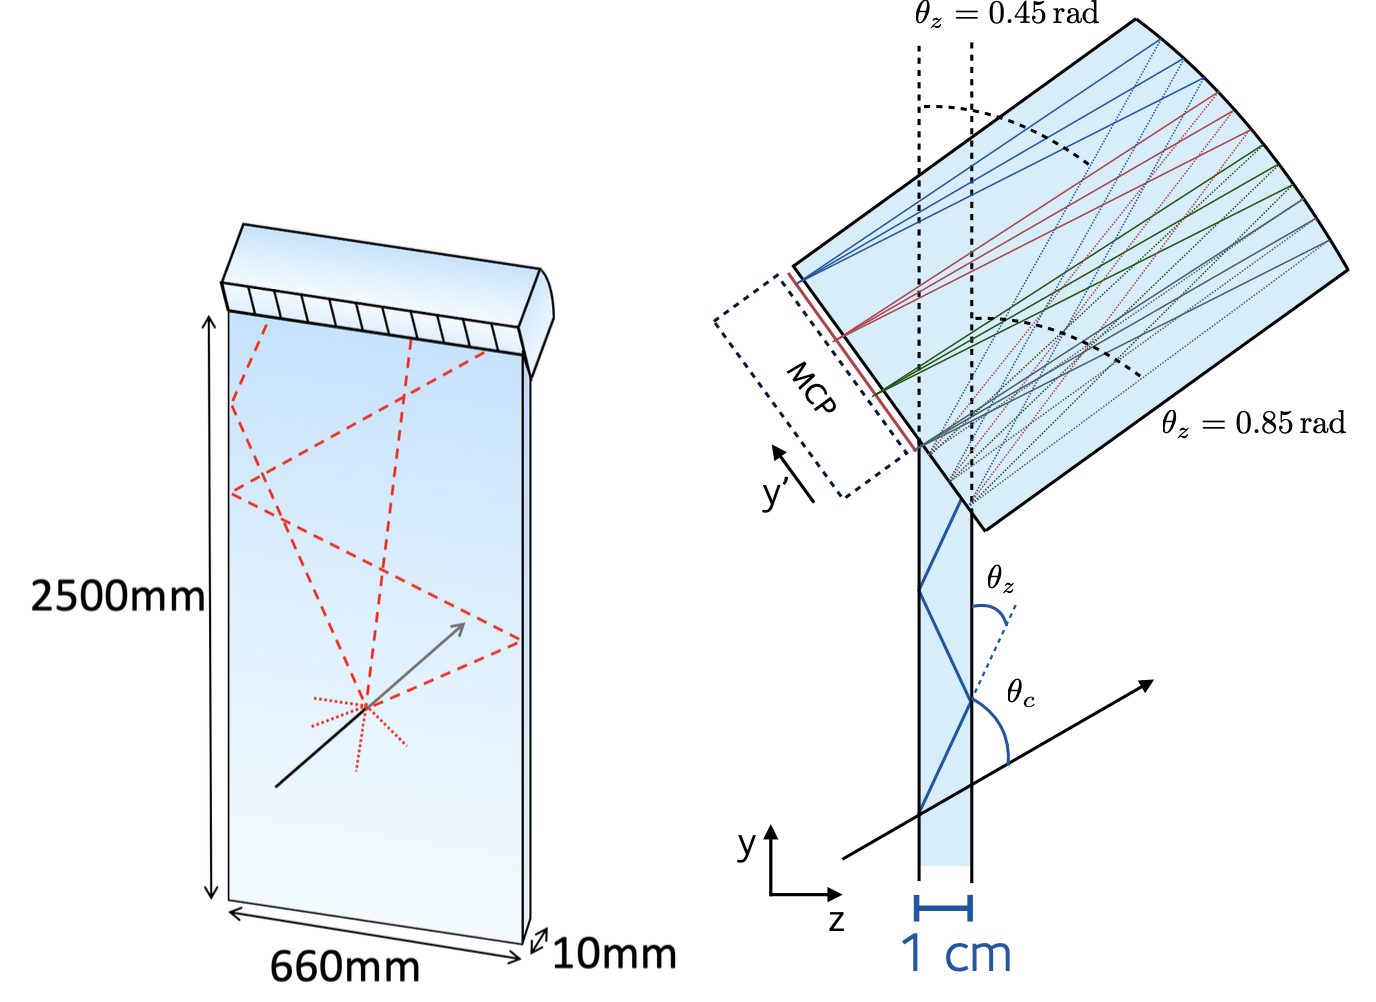 2500mm
660mm
10mm
θz = 0.45 rad
MCP
y'
θz = 0.85 rad
θz
θc
y
z
1 cm